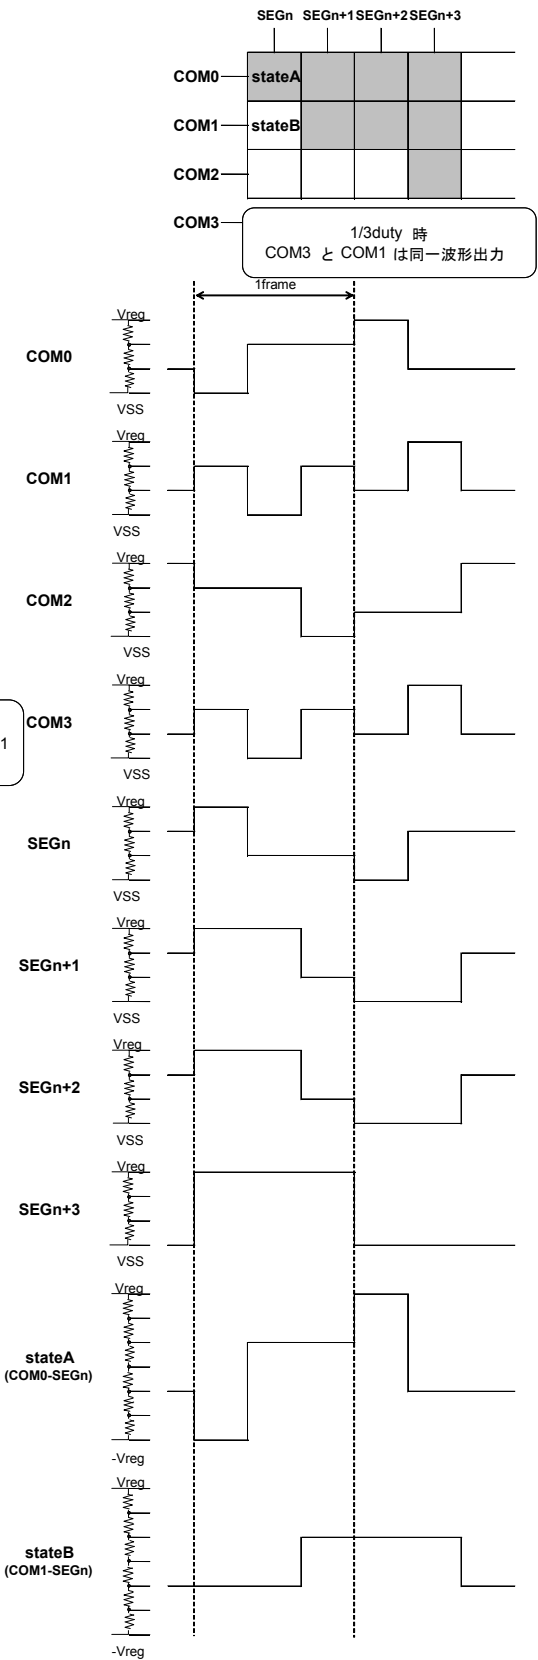 SEGn SEGn+1 SEGn+2 SEGn+3
COM0 stateA
COM1 stateB
COM2
COM3
1/3duty 時
COM3 と COM1 は同一波形出力
1frame
Vreg
COM0
VSS
Vreg
COM1
VSS
Vreg
COM2
VSS
Vreg
COM3
1
VSS
Vreg
SEGn
VSS
Vreg
SEGn+1
VSS
Vreg
SEGn+2
VSS
Vreg
SEGn+3
VSS
Vreg
stateA
(COM0-SEGn)
-Vreg
Vreg
stateB
(COM1-SEGn)
-Vreg